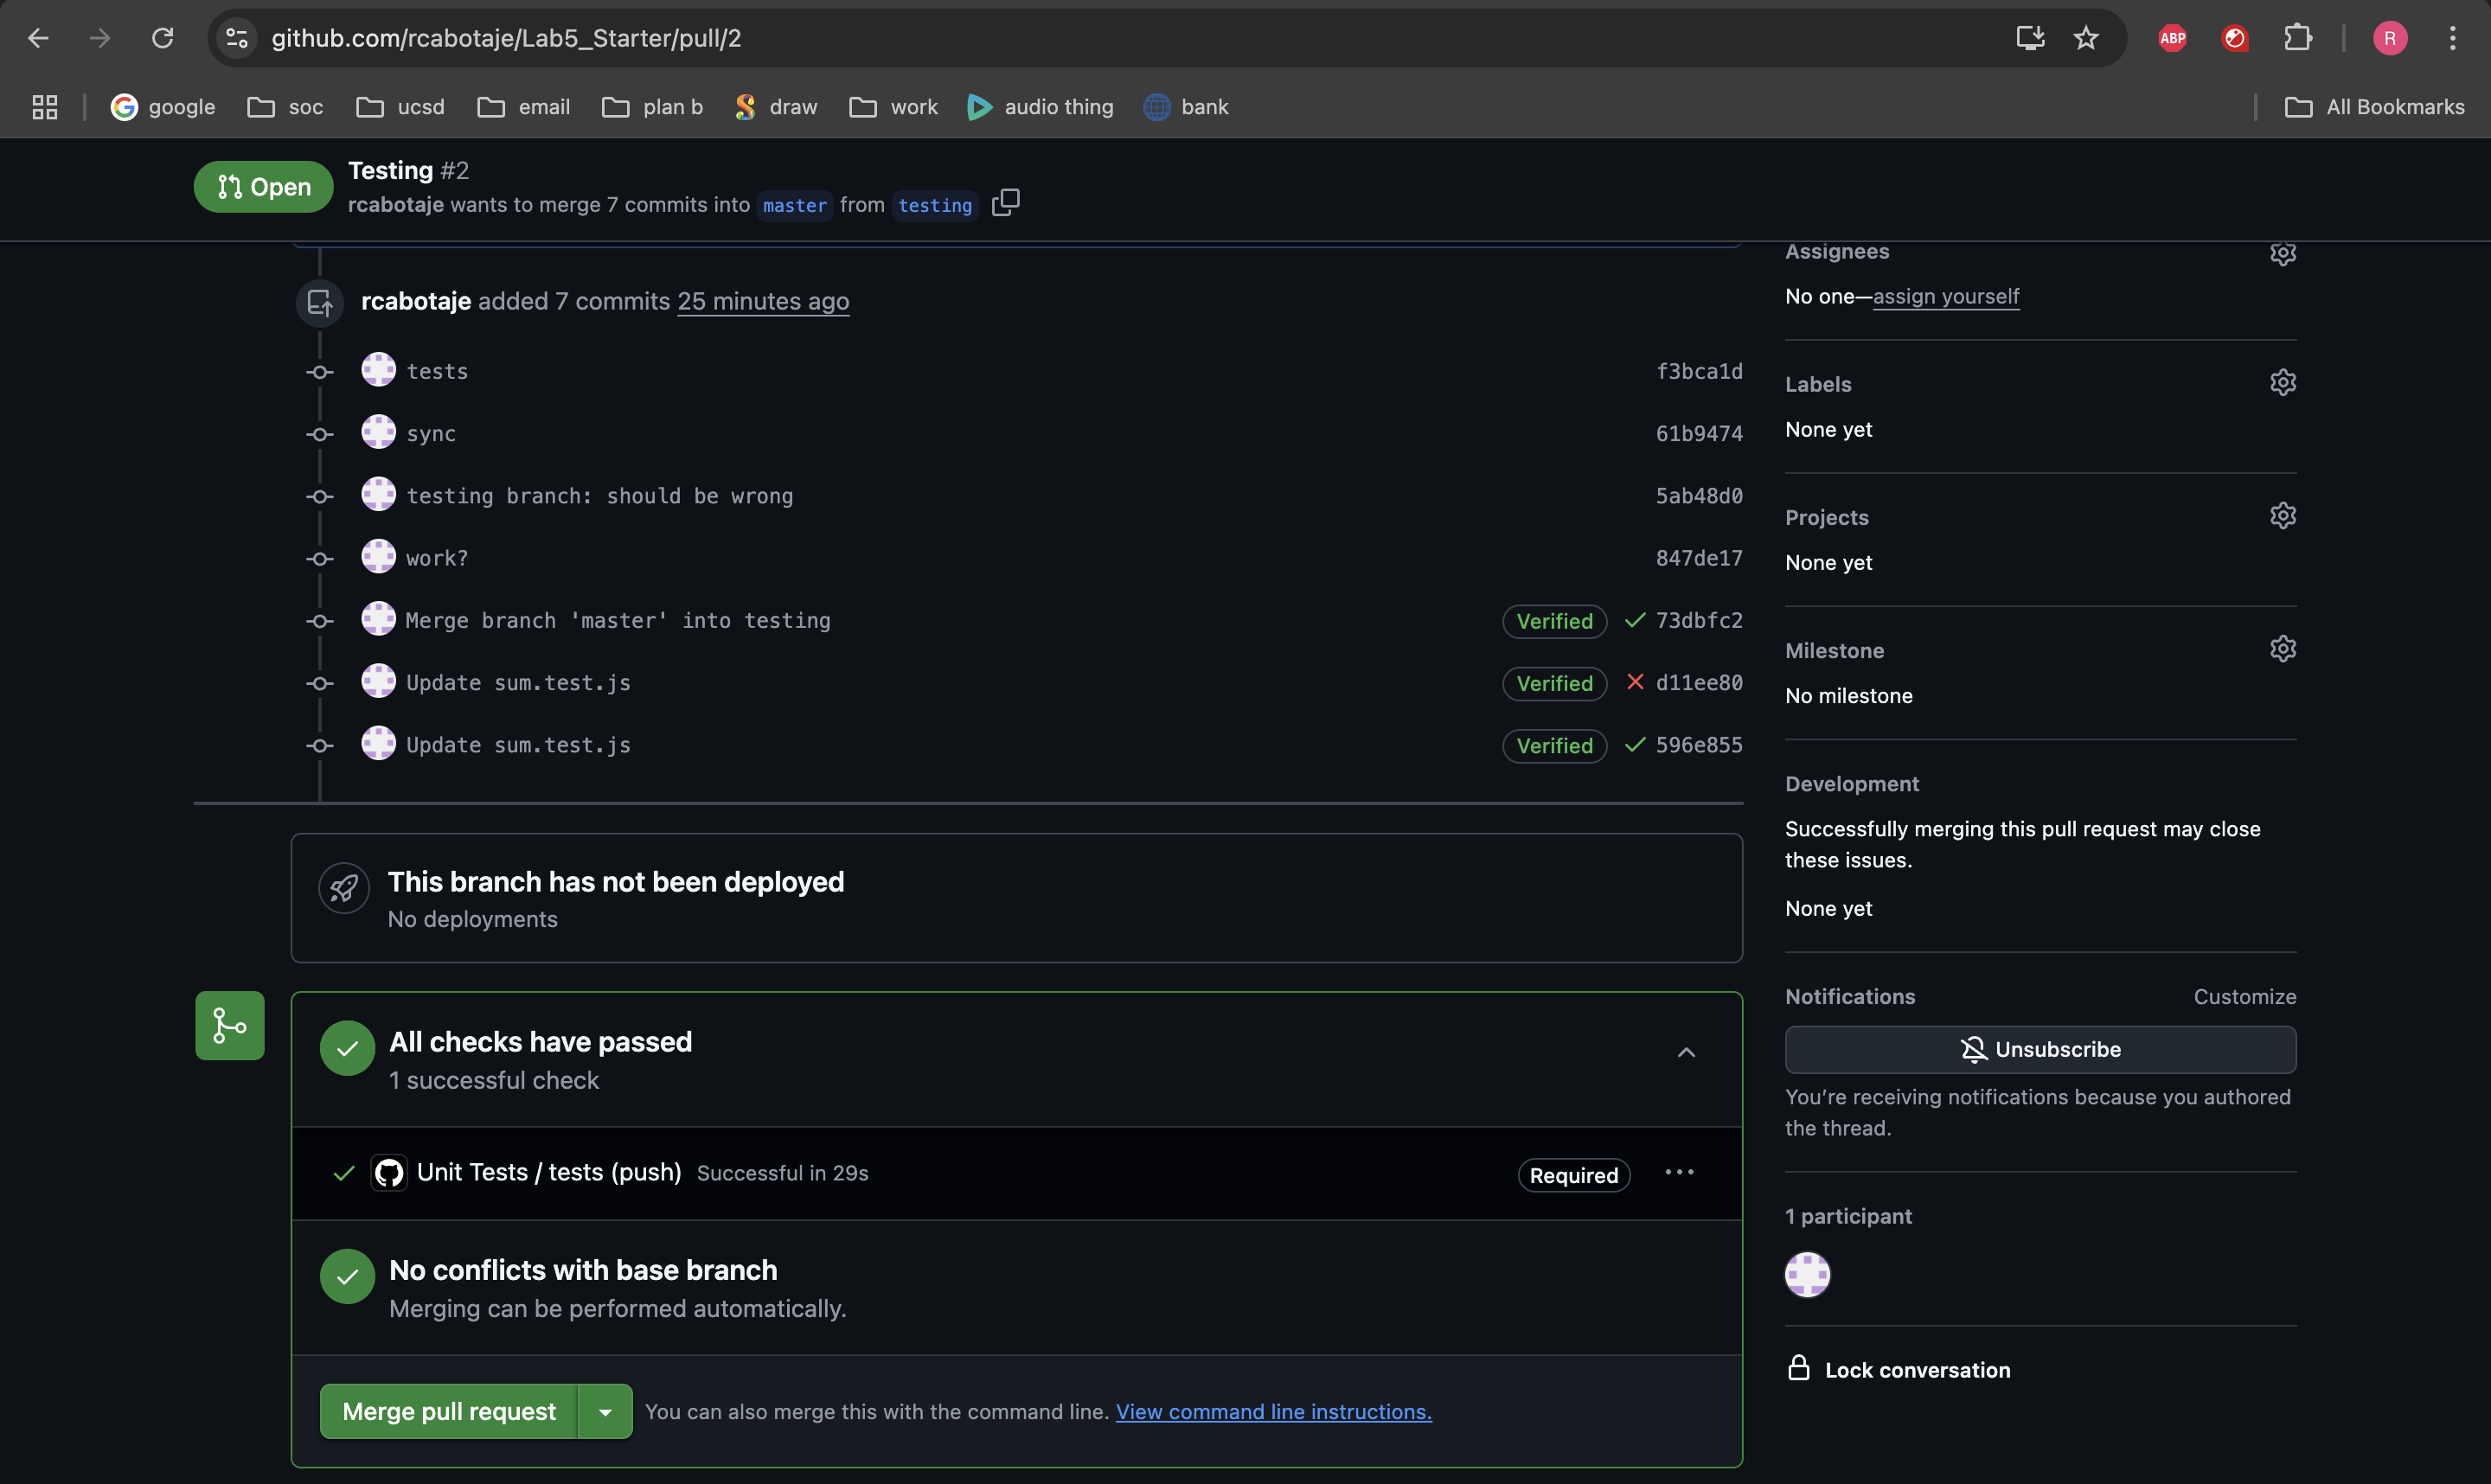 github.com/rcabotaje/Lab5_Starter/pull/2
ABP
R
google
soc
ucsd
email
plan b
draw
work
audio thing
bank
All Bookmarks
Open
Testing #2
rcabotaje wants to merge 7 commits into master from testing
rcabotaje added 7 commits 25 minutes ago
tests f3bca1d
sync 61b9474
testing branch: should be wrong 5ab48d0
work? 847de17
Merge branch 'master' into testing Verified 73dbfc2
Update sum.test.js Verified d11ee80
Update sum.test.js Verified 596e855
This branch has not been deployed
No deployments
All checks have passed
1 successful check
Unit Tests / tests (push) Successful in 29s Required
No conflicts with base branch
Merging can be performed automatically.
Merge pull request
You can also merge this with the command line. View command line instructions.
Assignees
No one—assign yourself
Labels
None yet
Projects
None yet
Milestone
No milestone
Development
Successfully merging this pull request may close
these issues.
None yet
Notifications
Customize
Unsubscribe
You’re receiving notifications because you authored
the thread.
1 participant
Lock conversation